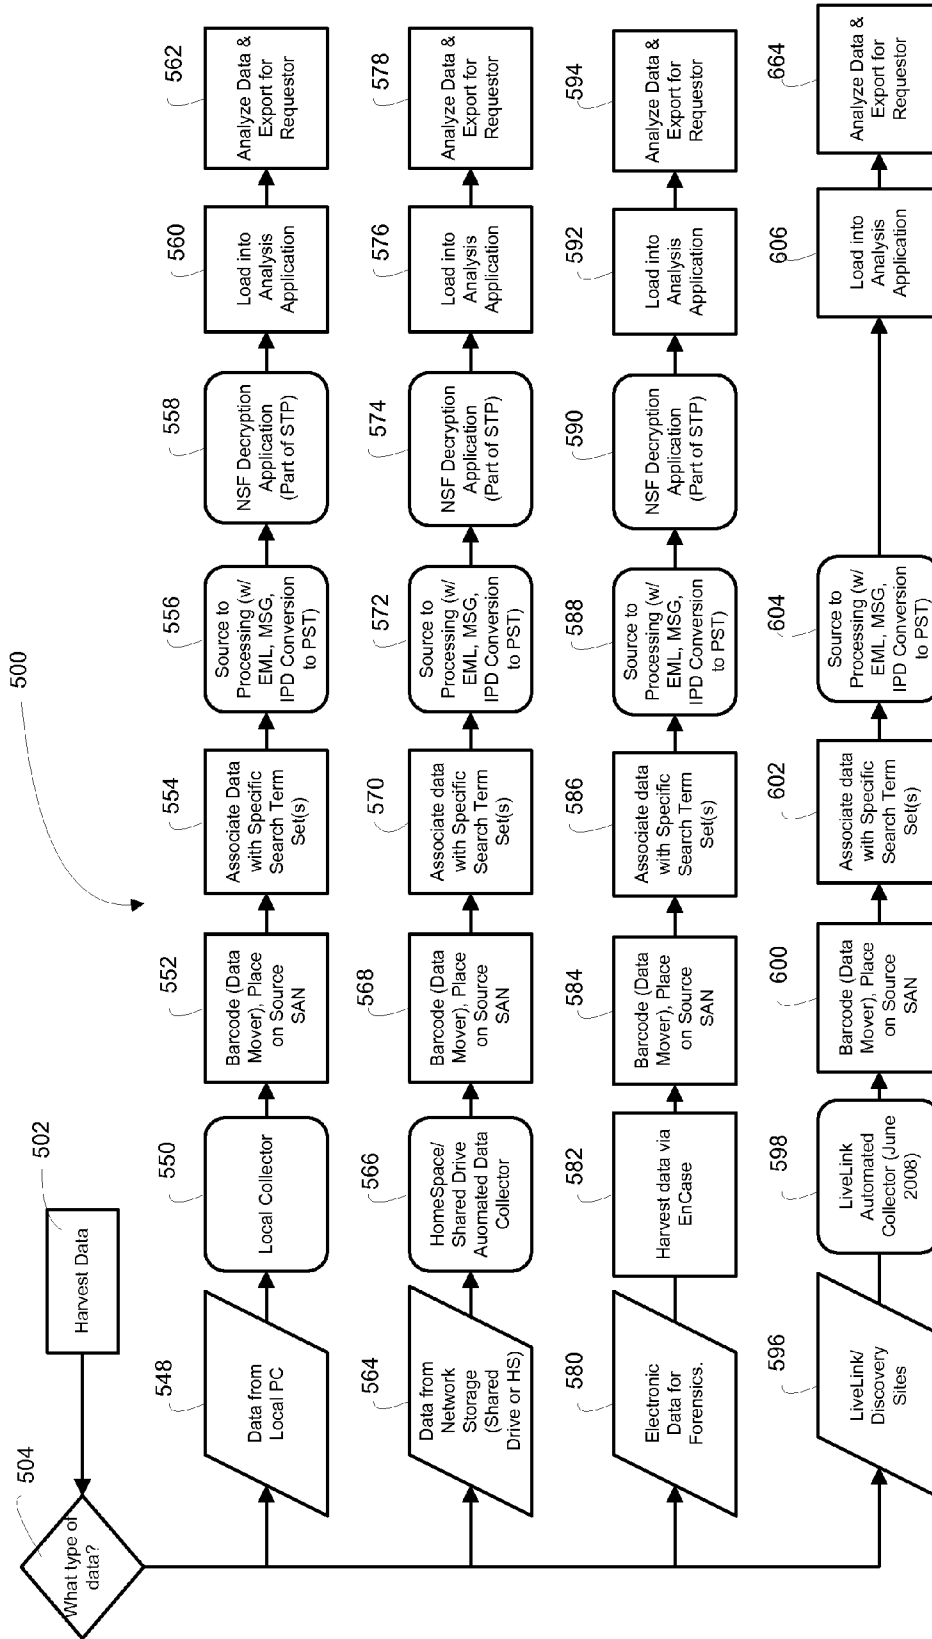 500
502
Harvest Data
504
What type of
data?
548
Data from
Local PC
550
Local Collector
552
Barcode (Data
Mover), Place
on Source
SAN
554
Associate Data
with Specific
Search Term
Set(s)
556
Source to
Processing (w/
EML, MSG,
IPD Conversion
to PST)
558
NSF Decryption
Application
(Part of STP)
560
Load into
Analysis
Application
562
Analyze Data &
Export for
Requestor
564
Data from
Network
Storage
(Shared
Drive or HS)
566
HomeSpace/
Shared Drive
Auomated Data
Collector
568
Barcode (Data
Mover), Place
on Source
SAN
570
Associate data
with Specific
Search Term
Set(s)
572
Source to
Processing (w/
EML, MSG,
IPD Conversion
to PST)
574
NSF Decryption
Application
(Part of STP)
576
Load into
Analysis
Application
578
Analyze Data &
Export for
Requestor
580
Electronic
Data for
Forensics.
582
Harvest data via
EnCase
584
Barcode (Data
Mover), Place
on Source
SAN
586
Associate data
with Specific
Search Term
Set(s)
588
Source to
Processing (w/
EML, MSG,
IPD Conversion
to PST)
590
NSF Decryption
Application
(Part of STP)
592
Load into
Analysis
Application
594
Analyze Data &
Export for
Requestor
596
LiveLink/
Discovery
Sites
598
LiveLink
Automated
Collector (June
2008)
600
Barcode (Data
Mover), Place
on Source
SAN
602
Associate data
with Specific
Search Term
Set(s)
604
Source to
Processing (w/
EML, MSG,
IPD Conversion
to PST)
606
Load into
Analysis
Application
664
Analyze Data &
Export for
Requestor